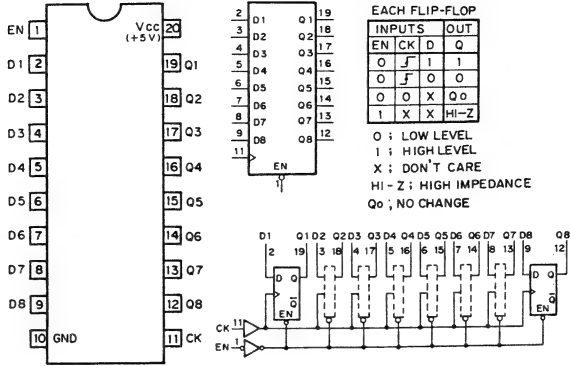 EN 1
Vcc 20
(+5V)
D1 2
19 Q1
D2 3
18 Q2
D3 4
17 Q3
D4 5
16 Q4
D5 6
15 Q5
D6 7
14 Q6
D7 8
13 Q7
D8 9
12 Q8
10 GND
11 CK
2 D1 Q1 19
3 D2 Q2 18
4 D3 Q3 17
5 D4 Q4 16
6 D5 Q5 15
7 D6 Q6 14
8 D7 Q7 13
9 D8 Q8 12
11
EN
1
EACH FLIP-FLOP
INPUTS OUT
EN CK D Q
0 1 1
0 0 0
0 0 X Qo
1 X X HI-Z
0 ; LOW LEVEL
1 ; HIGH LEVEL
X ; DON'T CARE
HI-Z ; HIGH IMPEDANCE
Qo ; NO CHANGE
D1 Q1 D2 Q2 D3 Q3 D4 Q4 D5 Q5 D6 Q6 D7 Q7 D8 Q8
2 19 3 18 4 17 5 16 6 15 7 14 8 13 9 12
D Q
Q
EN
D Q
Q
EN
CK 11
EN 1